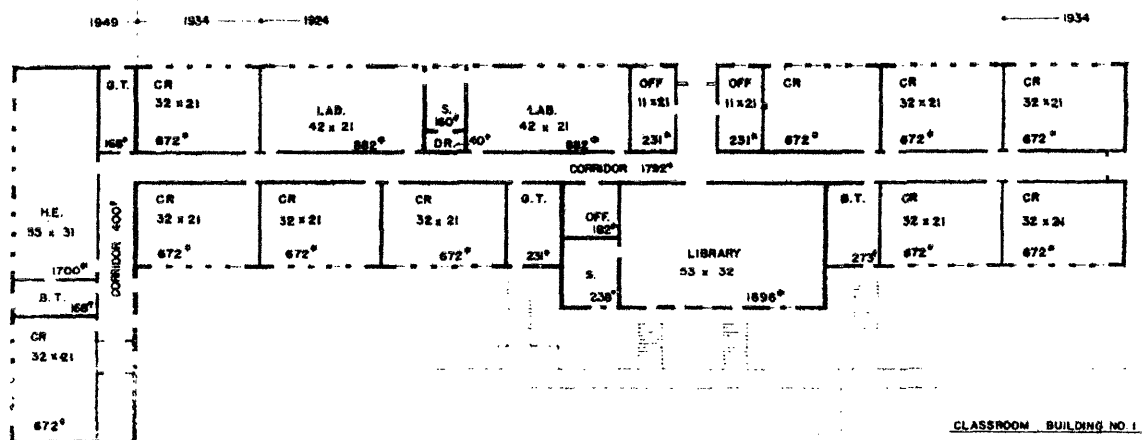 1949 1934 1924 1934
G.T. CR OFF OFF CR CR CR
32 x 21 LAB. S. LAB. 11 x 21 11 x 21 32 x 21 32 x 21
42 x 21 160# 42 x 21
168# 672# 882# DR. 40# 882# 231# 231# 672# 672# 672#
CORRIDOR 1792#
CR CR CR G.T. B.T. CR CR
H.E. 32 x 21 32 x 21 32 x 21 OFF. 32 x 21 32 x 21
55 x 31 CORRIDOR 400# 182# LIBRARY
672# 672# 672# 231# S. 53 x 32 273# 672# 672#
1700#
B.T. 238# 1696#
168#
CR
32 x 21
672#
CLASSROOM BUILDING NO. 1